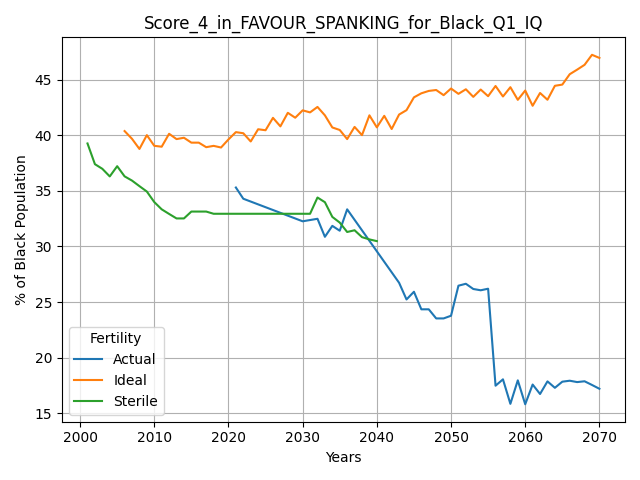 Score_4_in_FAVOUR_SPANKING_for_Black_Q1_IQ
% of Black Population
45
40
35
30
25
20
15
Fertility
Actual
Ideal
Sterile
2000 2010 2020 2030 2040 2050 2060 2070
Years